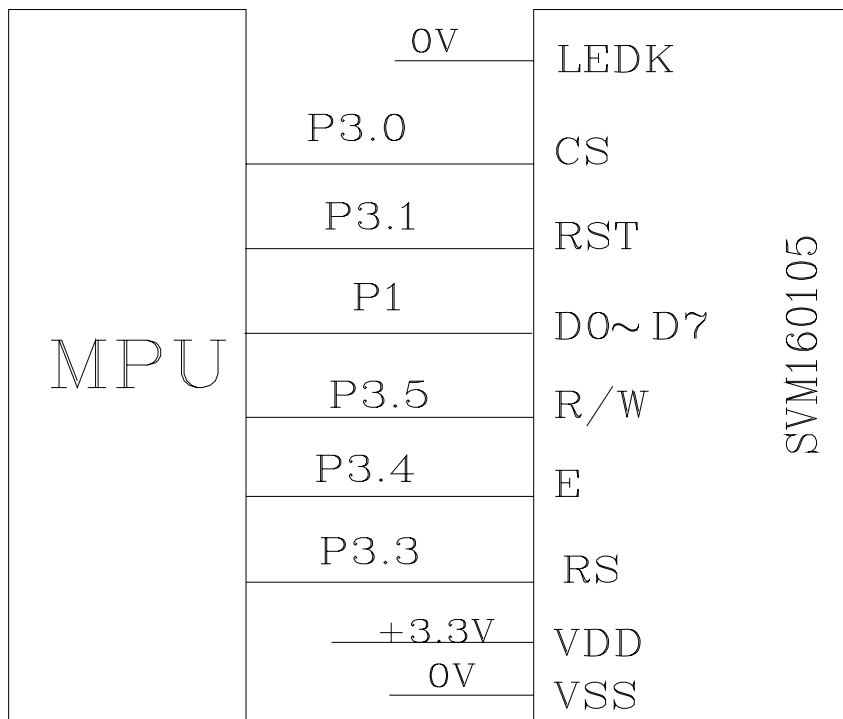 0V
LEDK
P3.0
CS
P3.1
RST
P1
D0~D7
MPU
SVM160105
P3.5
R/W
P3.4
E
P3.3
RS
+3.3V
VDD
0V
VSS